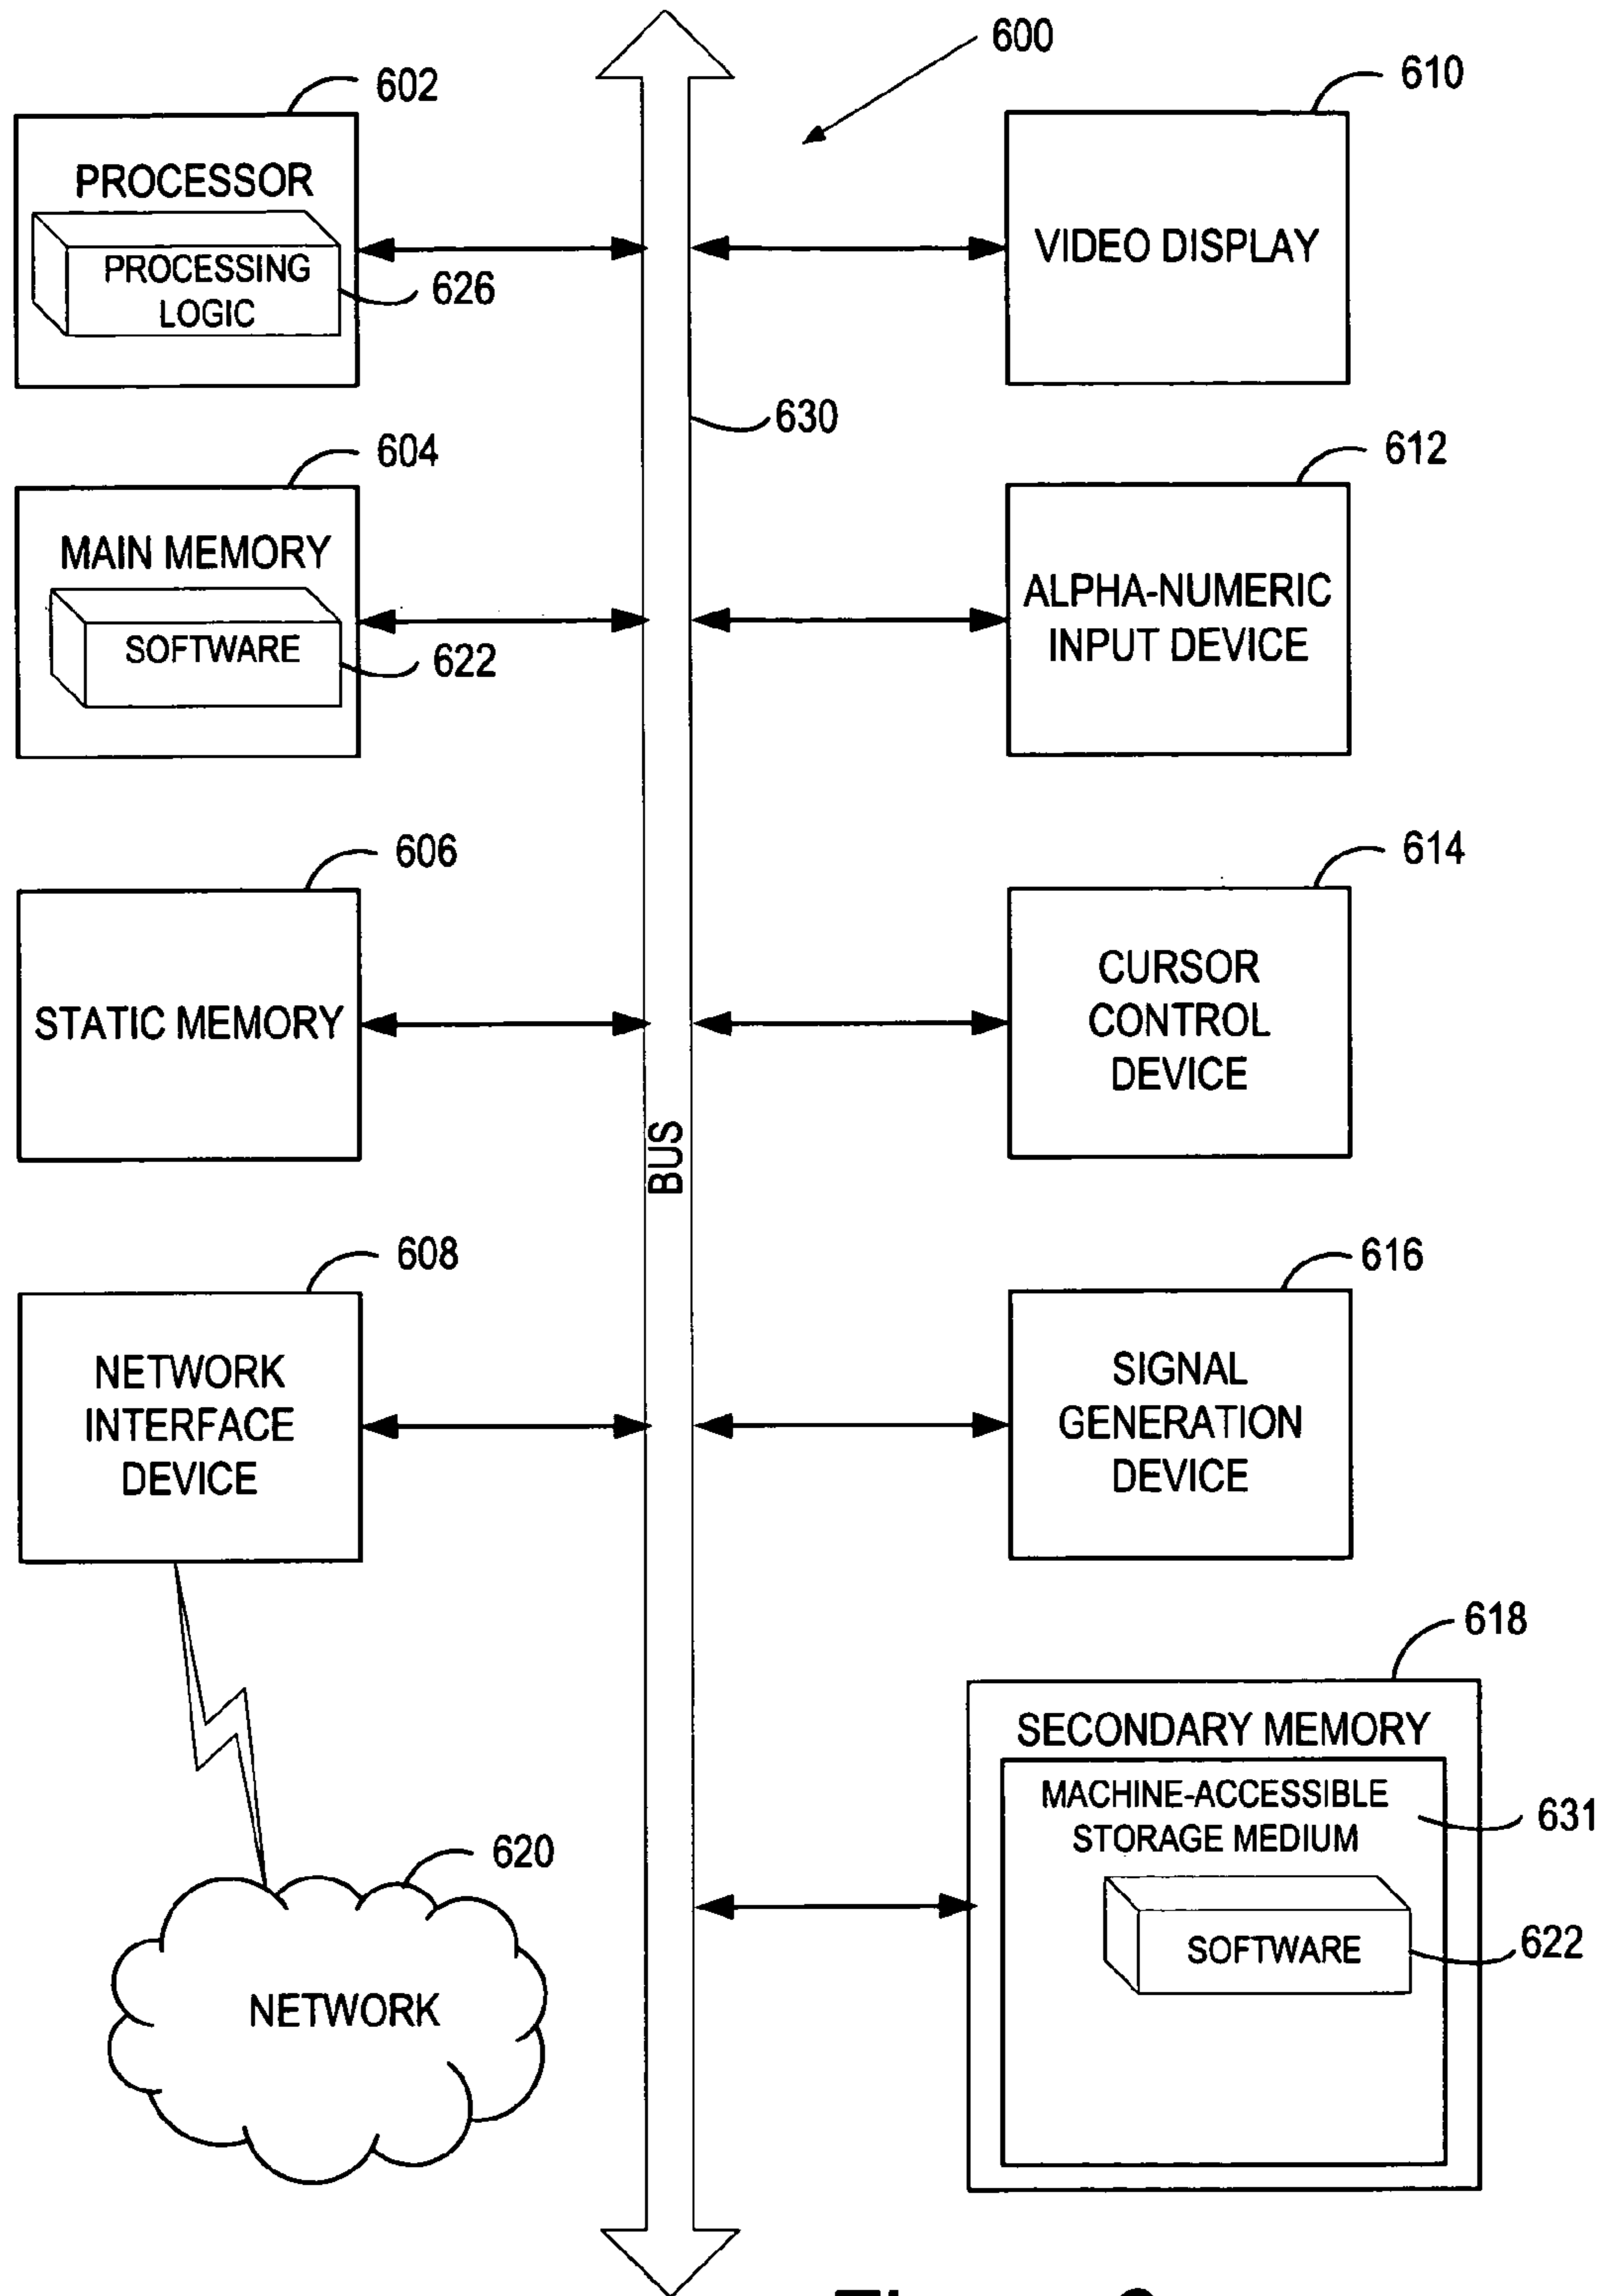 600
602
PROCESSOR
PROCESSING
LOGIC
626
610
VIDEO DISPLAY
630
604
MAIN MEMORY
SOFTWARE
622
612
ALPHA-NUMERIC
INPUT DEVICE
606
STATIC MEMORY
614
CURSOR
CONTROL
DEVICE
BUS
608
NETWORK
INTERFACE
DEVICE
616
SIGNAL
GENERATION
DEVICE
618
SECONDARY MEMORY
MACHINE-ACCESSIBLE
STORAGE MEDIUM
631
SOFTWARE
622
620
NETWORK